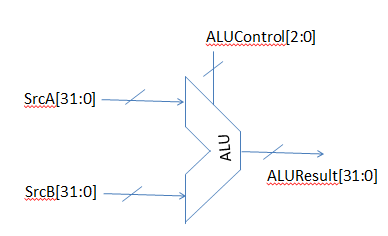 ALUControl[2:0]
SrcA[31:0]
ALU
ALUResult[31:0]
SrcB[31:0]